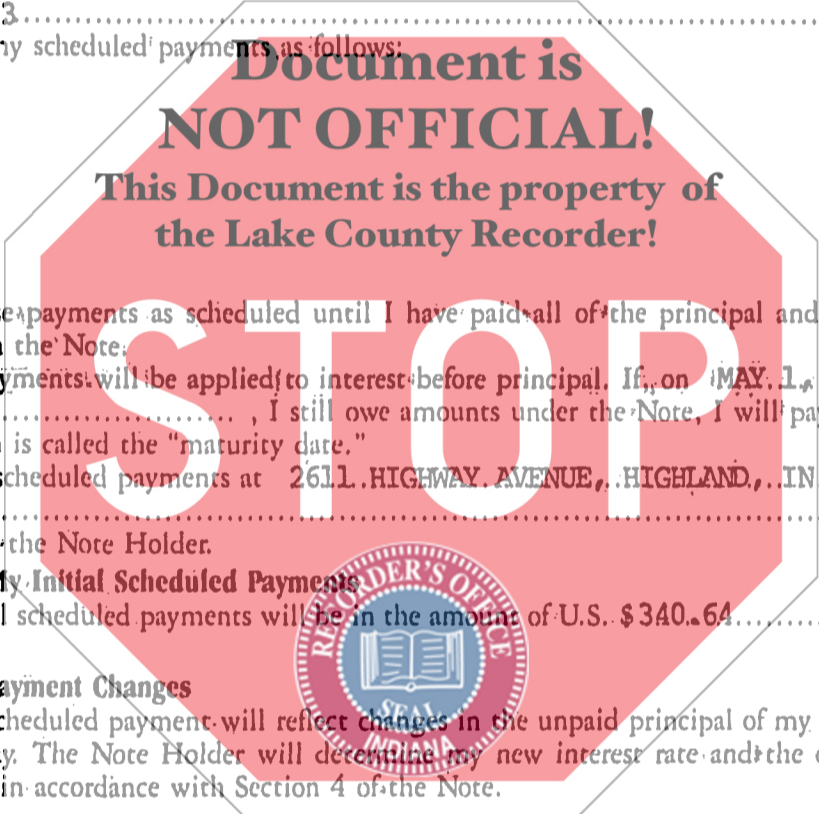 3
scheduled payments as follows:
Document is
NOT OFFICIAL!
This Document is the property of
the Lake County Recorder!
payments as scheduled until I have paid all of the principal and
the Note.
will be applied to interest before principal. If, on MAY 1,
, I still owe amounts under the Note, I will
is called the "maturity date."
scheduled payments at 2611 HIGHWAY AVENUE, HIGHLAND, IN
STOP
the Note Holder.
Initial Scheduled Payments
scheduled payments will be in the amount of U.S. $340.64
RECORDER'S OFFICE
SEAL
INDIANA
ayment Changes
cheduled payment will reflect changes in the unpaid principal of my
y. The Note Holder will determine my new interest rate and the
in accordance with Section 4 of the Note.